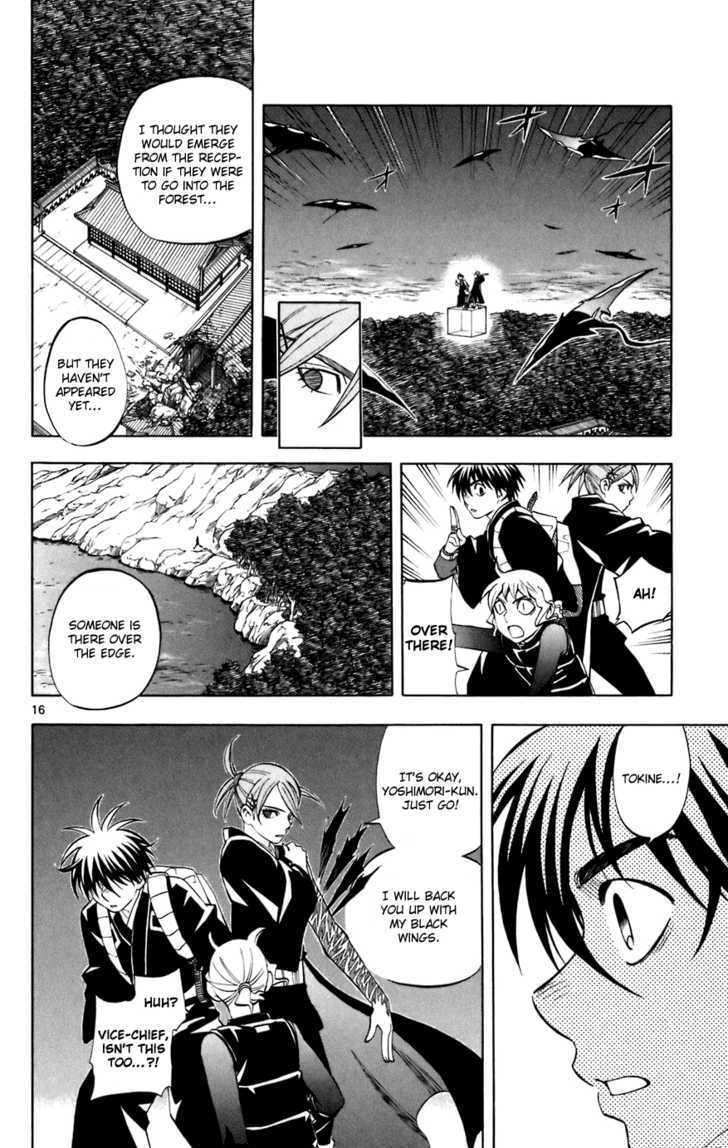 I THOUGHT THEY
WOULD EMERGE
FROM THE RECEP-
TION IF THEY WERE
TO GO INTO THE
FOREST...
BUT THEY
HAVEN'T
APPEARED
YET...
AH!
OVER
THERE!
SOMEONE IS
THERE OVER
THE EDGE.
16
TOKINE...!
IT'S OKAY,
YOSHIMORI-KUN.
JUST GO!
I WILL BACK
YOU UP WITH
MY BLACK
WINGS.
HUH?
VICE-CHIEF,
ISN'T THIS
TOO...?!